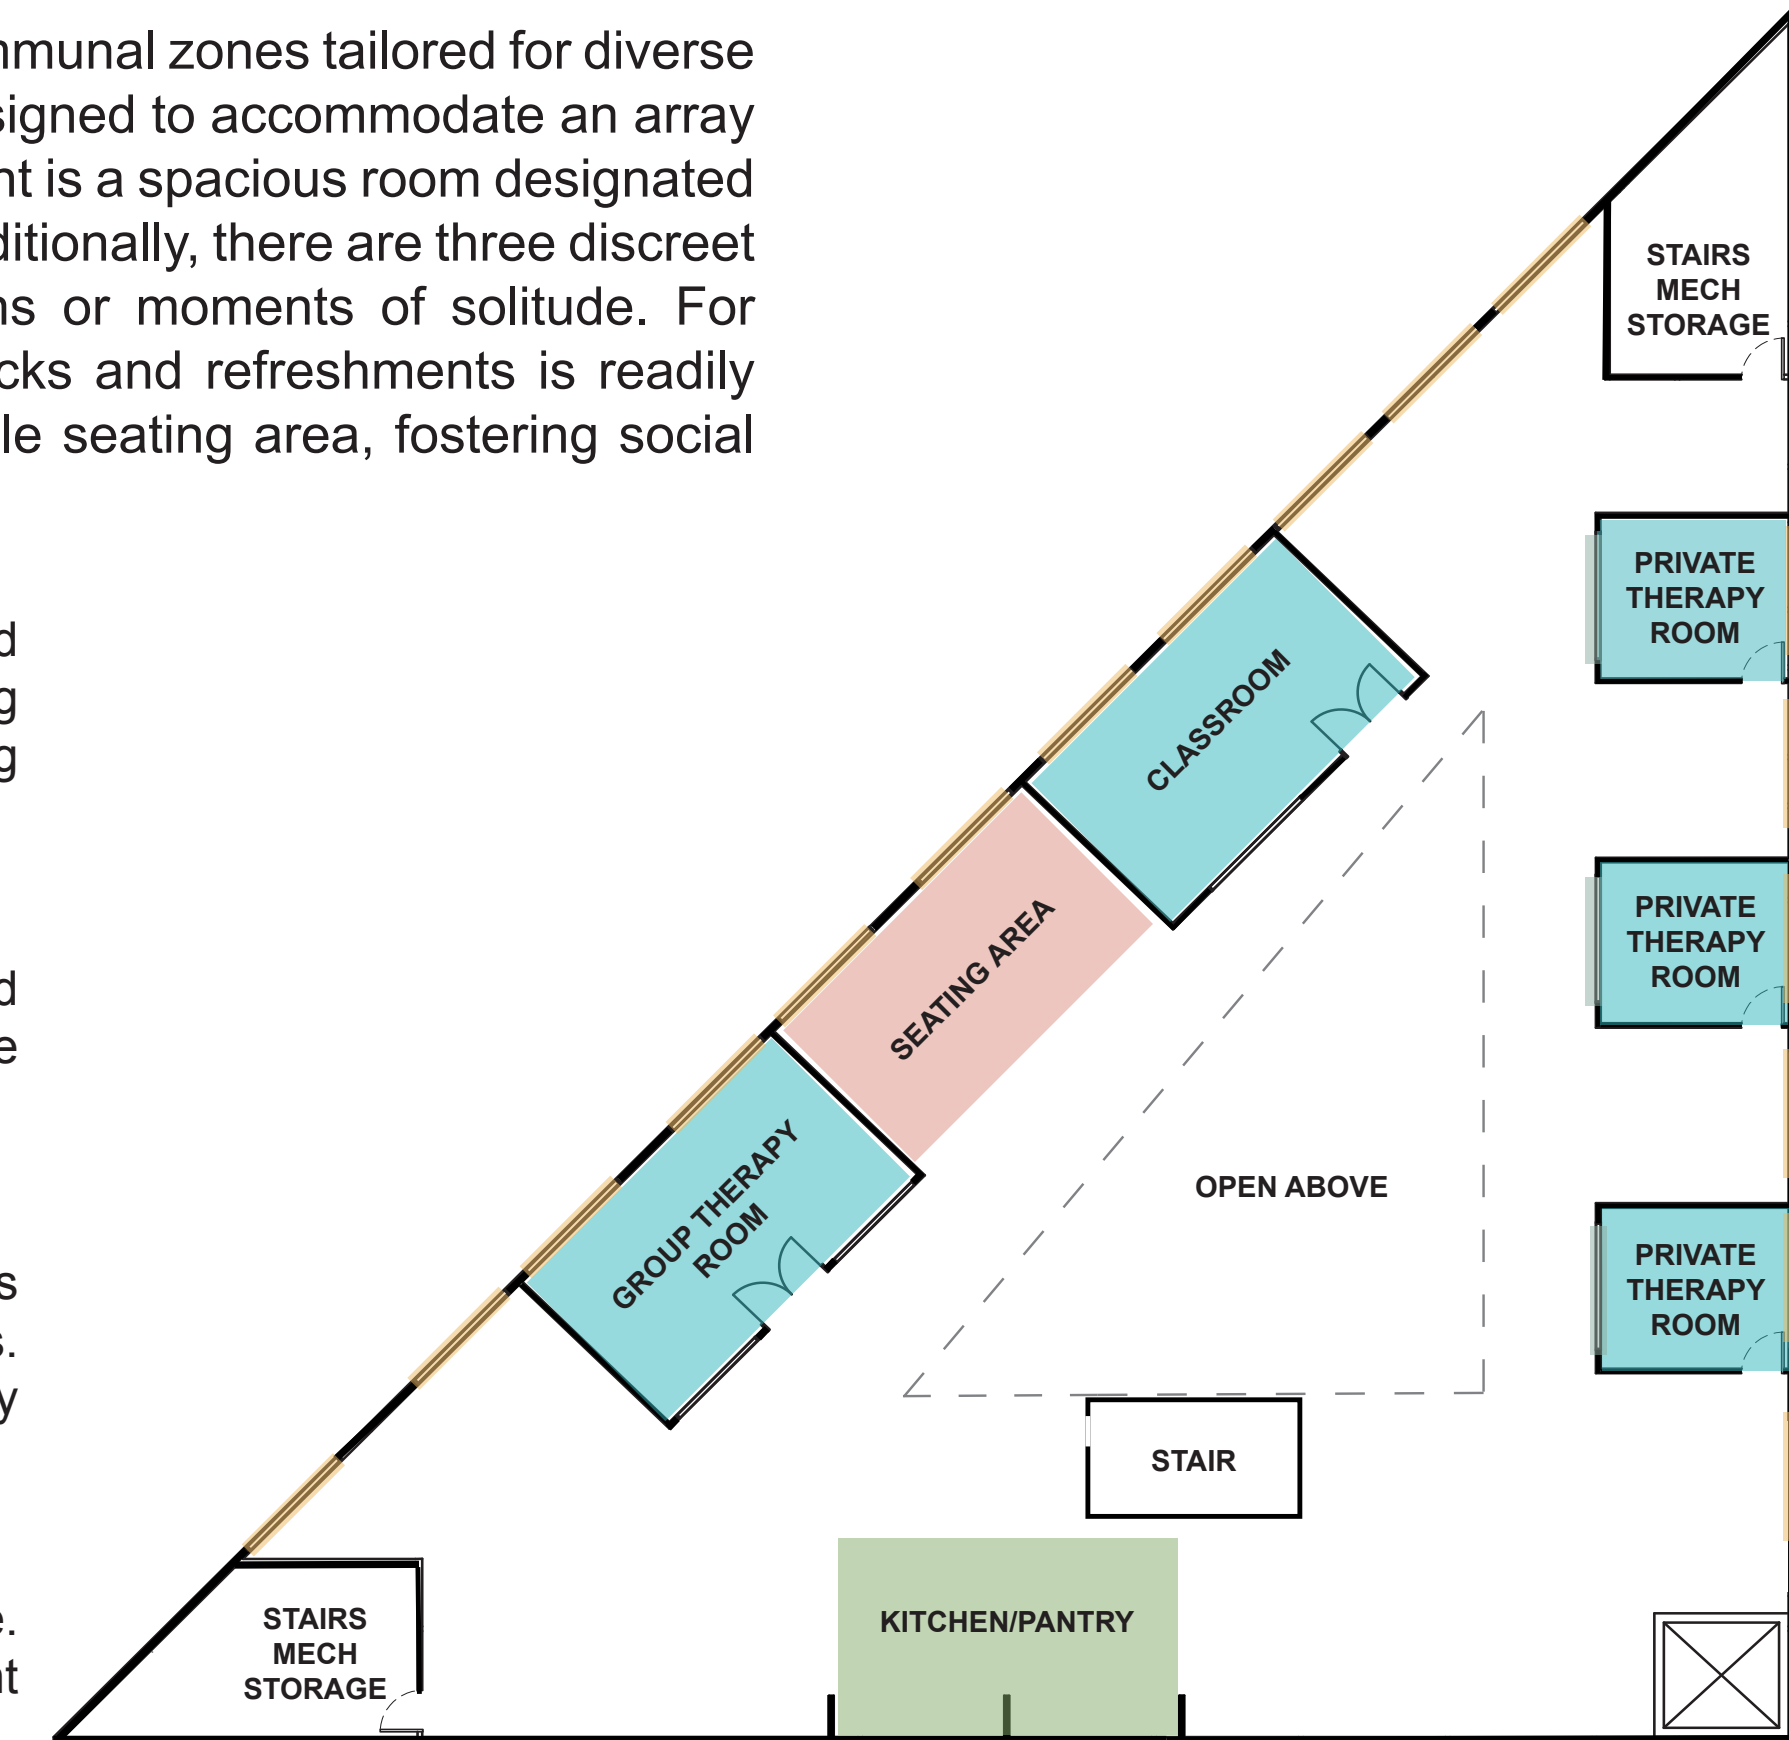 mmunal zones tailored for diverse
signed to accommodate an array
nt is a spacious room designated
ditionally, there are three discreet
ns or moments of solitude. For
cks and refreshments is readily
le seating area, fostering social
d
g
g
d
e
s
s.
y
e.
nt
STAIRS
MECH
STORAGE
PRIVATE
THERAPY
ROOM
CLASSROOM
SEATING AREA
PRIVATE
THERAPY
ROOM
GROUP THERAPY
ROOM
OPEN ABOVE
PRIVATE
THERAPY
ROOM
STAIR
KITCHEN/PANTRY
STAIRS
MECH
STORAGE